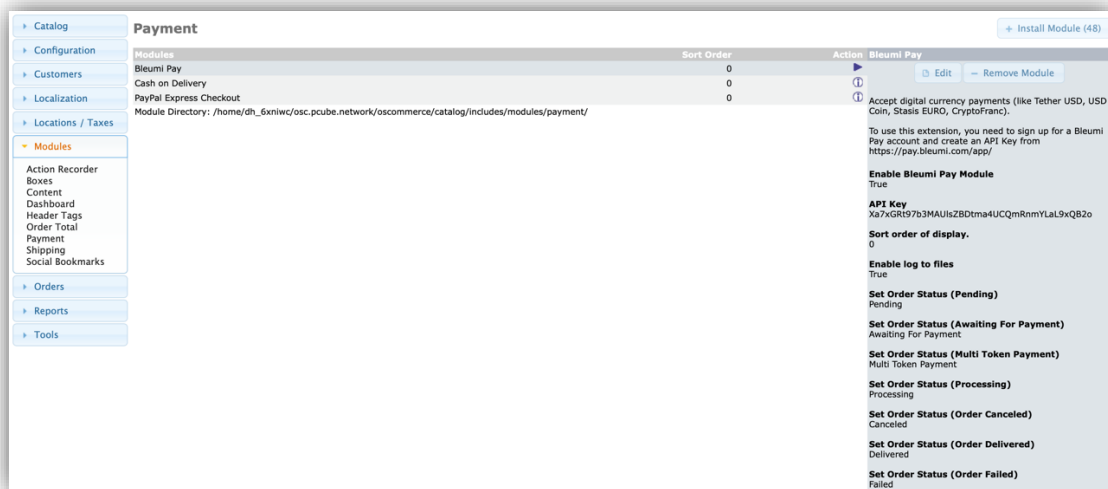 Catalog
Configuration
Customers
Localization
Locations / Taxes
Modules
Action Recorder
Boxes
Content
Dashboard
Header Tags
Order Total
Payment
Shipping
Social Bookmarks
Orders
Reports
Tools
Payment
+ Install Module (48)
Modules Sort Order Action
Bleumi Pay 0
Cash on Delivery 0
PayPal Express Checkout 0
Module Directory: /home/dh_6xniwc/osc.pcube.network/oscommerce/catalog/includes/modules/payment/
Bleumi Pay
Edit − Remove Module
Accept digital currency payments (like Tether USD, USD
Coin, Stasis EURO, CryptoFranc).
To use this extension, you need to sign up for a Bleumi
Pay account and create an API Key from
https://pay.bleumi.com/app/
Enable Bleumi Pay Module
True
API Key
Xa7xGRt97b3MAUIsZBDtma4UCQmRnmYLaL9xQB2o
Sort order of display.
0
Enable log to files
True
Set Order Status (Pending)
Pending
Set Order Status (Awaiting For Payment)
Awaiting For Payment
Set Order Status (Multi Token Payment)
Multi Token Payment
Set Order Status (Processing)
Processing
Set Order Status (Order Canceled)
Canceled
Set Order Status (Order Delivered)
Delivered
Set Order Status (Order Failed)
Failed